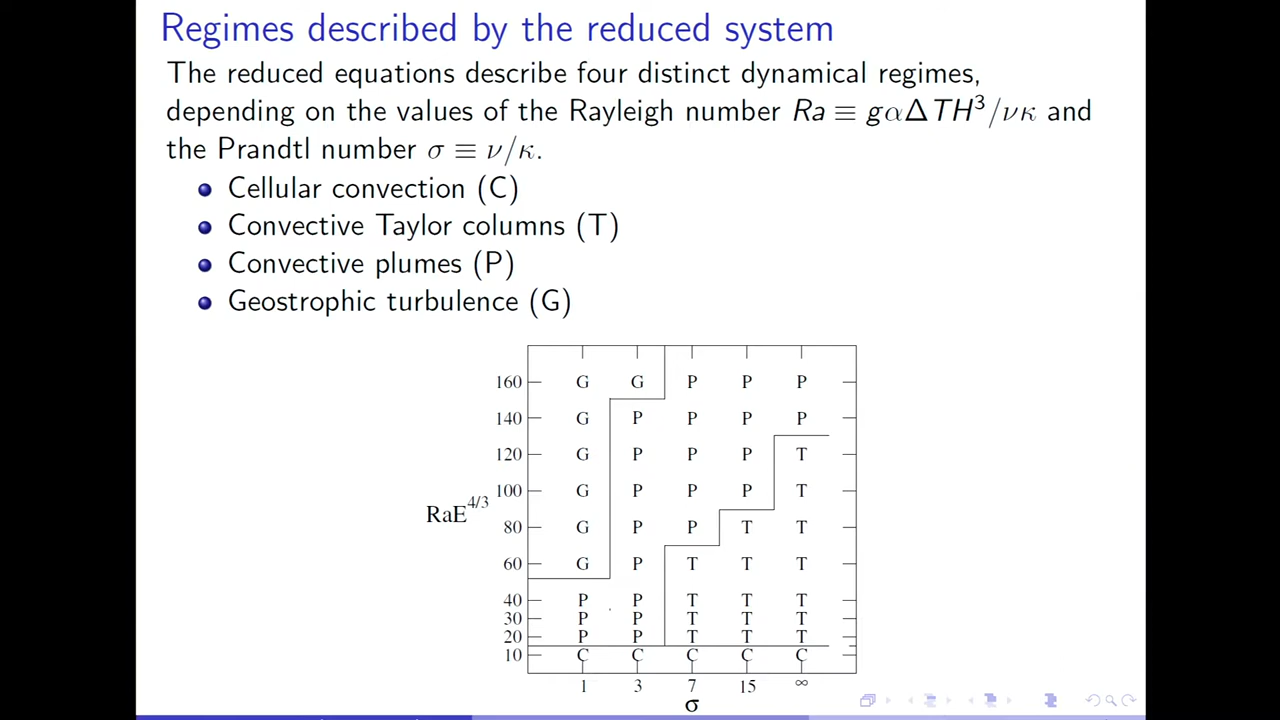 Regimes described by the reduced system
The reduced equations describe four distinct dynamical regimes,
depending on the values of the Rayleigh number Ra ≡ gαΔTH³/νκ and
the Prandtl number σ ≡ ν/κ.
Cellular convection (C)
Convective Taylor columns (T)
Convective plumes (P)
Geostrophic turbulence (G)
160 G G P P P
140 G P P P P
120 G P P P T
RaE^4/3
100 G P P P T
80 G P P T T
60 G P T T T
40 P P T T T
30 P P T T T
20 P P T T T
10 C C C C C
1 3 7 15 ∞
σ